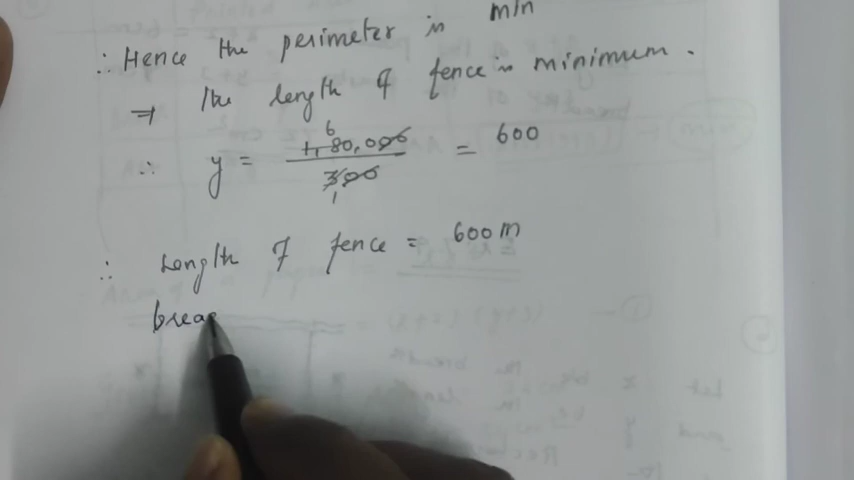 ∴ Hence the perimeter is min
⇒ The length of fence is minimum.
∴ y = 1,80,000 / 300 = 600
∴ Length of fence = 600 m
brea